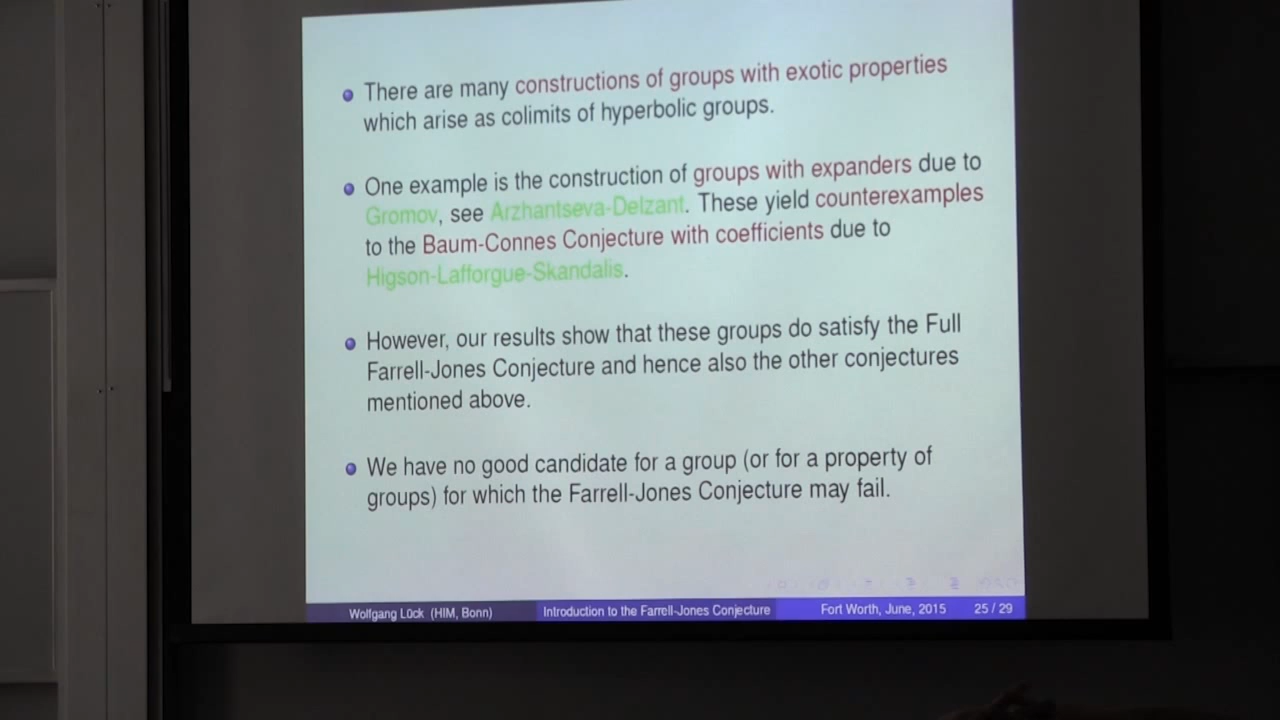 There are many constructions of groups with exotic properties
which arise as colimits of hyperbolic groups.
One example is the construction of groups with expanders due to
Gromov, see Arzhantseva-Delzant. These yield counterexamples
to the Baum-Connes Conjecture with coefficients due to
Higson-Lafforgue-Skandalis.
However, our results show that these groups do satisfy the Full
Farrell-Jones Conjecture and hence also the other conjectures
mentioned above.
We have no good candidate for a group (or for a property of
groups) for which the Farrell-Jones Conjecture may fail.
Wolfgang Lück (HIM, Bonn) Introduction to the Farrell-Jones Conjecture Fort Worth, June, 2015 25 / 29